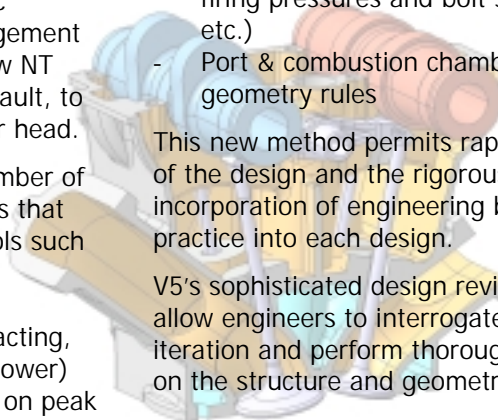 gement
w NT
ault, to
r head.
mber of
s that
ols such
acting,
ower)
on peak
firing pressures and bolt s
etc.)
- Port & combustion chamb
geometry rules
This new method permits rap
of the design and the rigorou
incorporation of engineering b
practice into each design.
V5's sophisticated design revi
allow engineers to interrogate
iteration and perform thoroug
on the structure and geometr